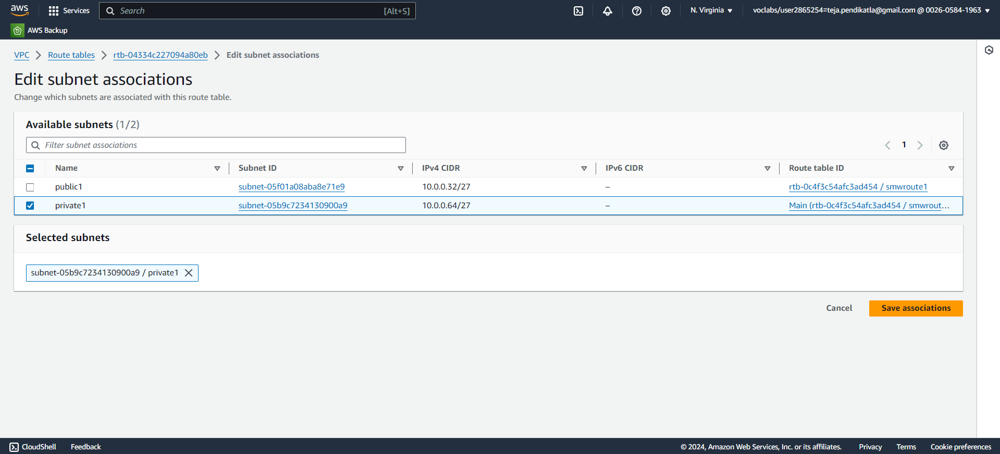 aws Services Search [Alt+S] N. Virginia voclabs/user2865254=teja.pendikatla@gmail.com @ 0026-0584-1963
AWS Backup
VPC Route tables rtb-04334c227094a80eb Edit subnet associations
Edit subnet associations
Change which subnets are associated with this route table.
Available subnets (1/2)
Filter subnet associations 1
Name Subnet ID IPv4 CIDR IPv6 CIDR Route table ID
public1 subnet-05f01a08aba8e71e9 10.0.0.32/27 – rtb-0c4f3c54afc3ad454 / smwroute1
private1 subnet-05b9c7234130900a9 10.0.0.64/27 – Main (rtb-0c4f3c54afc3ad454 / smwrout...
Selected subnets
subnet-05b9c7234130900a9 / private1
Cancel Save associations
CloudShell Feedback © 2024, Amazon Web Services, Inc. or its affiliates. Privacy Terms Cookie preferences